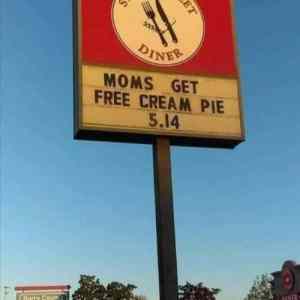 DINER
MOMS GET
FREE CREAM PIE
5.14